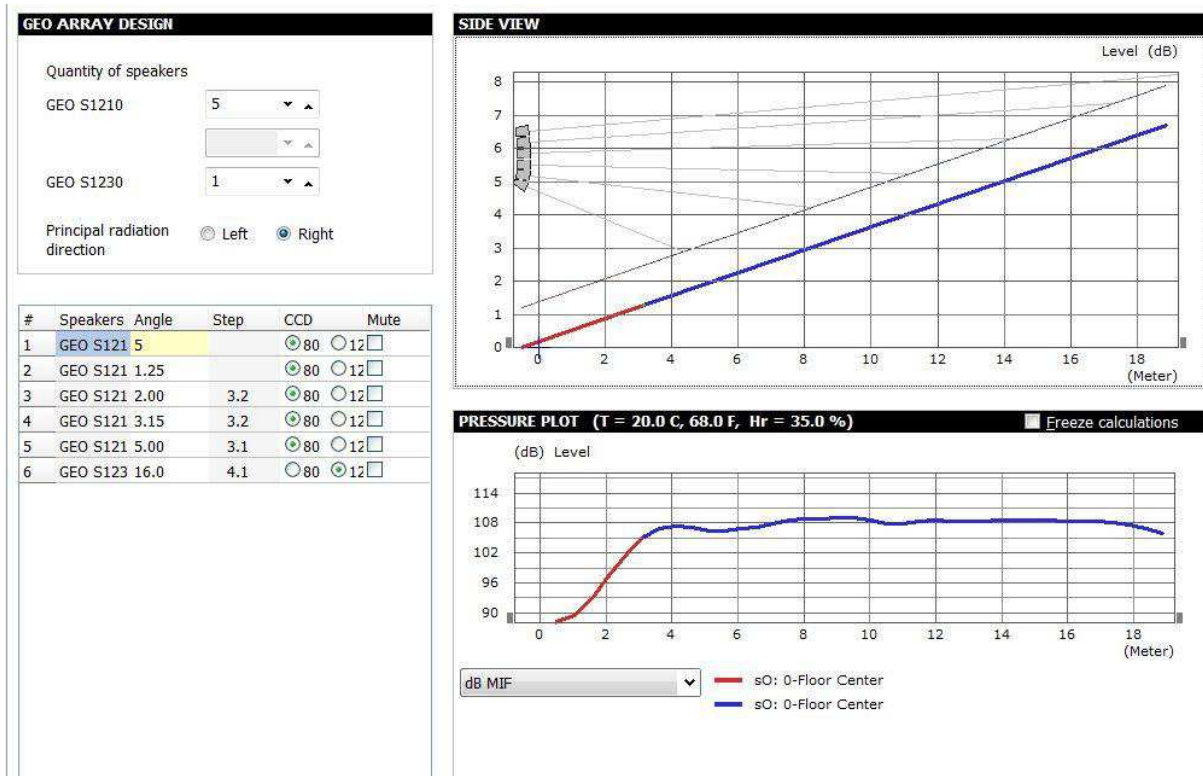 GEO ARRAY DESIGN
Quantity of speakers
GEO S1210 5
GEO S1230 1
Principal radiation direction Left Right
# Speakers Angle Step CCD Mute
1 GEO S121 5 80 12
2 GEO S121 1.25 80 12
3 GEO S121 2.00 3.2 80 12
4 GEO S121 3.15 3.2 80 12
5 GEO S121 5.00 3.1 80 12
6 GEO S123 16.0 4.1 80 12
SIDE VIEW
Level (dB)
8
7
6
5
4
3
2
1
0
0 2 4 6 8 10 12 14 16 18
(Meter)
PRESSURE PLOT (T = 20.0 C, 68.0 F, Hr = 35.0 %) Freeze calculations
(dB) Level
114
108
102
96
90
0 2 4 6 8 10 12 14 16 18
(Meter)
dB MIF
sO: 0-Floor Center
sO: 0-Floor Center